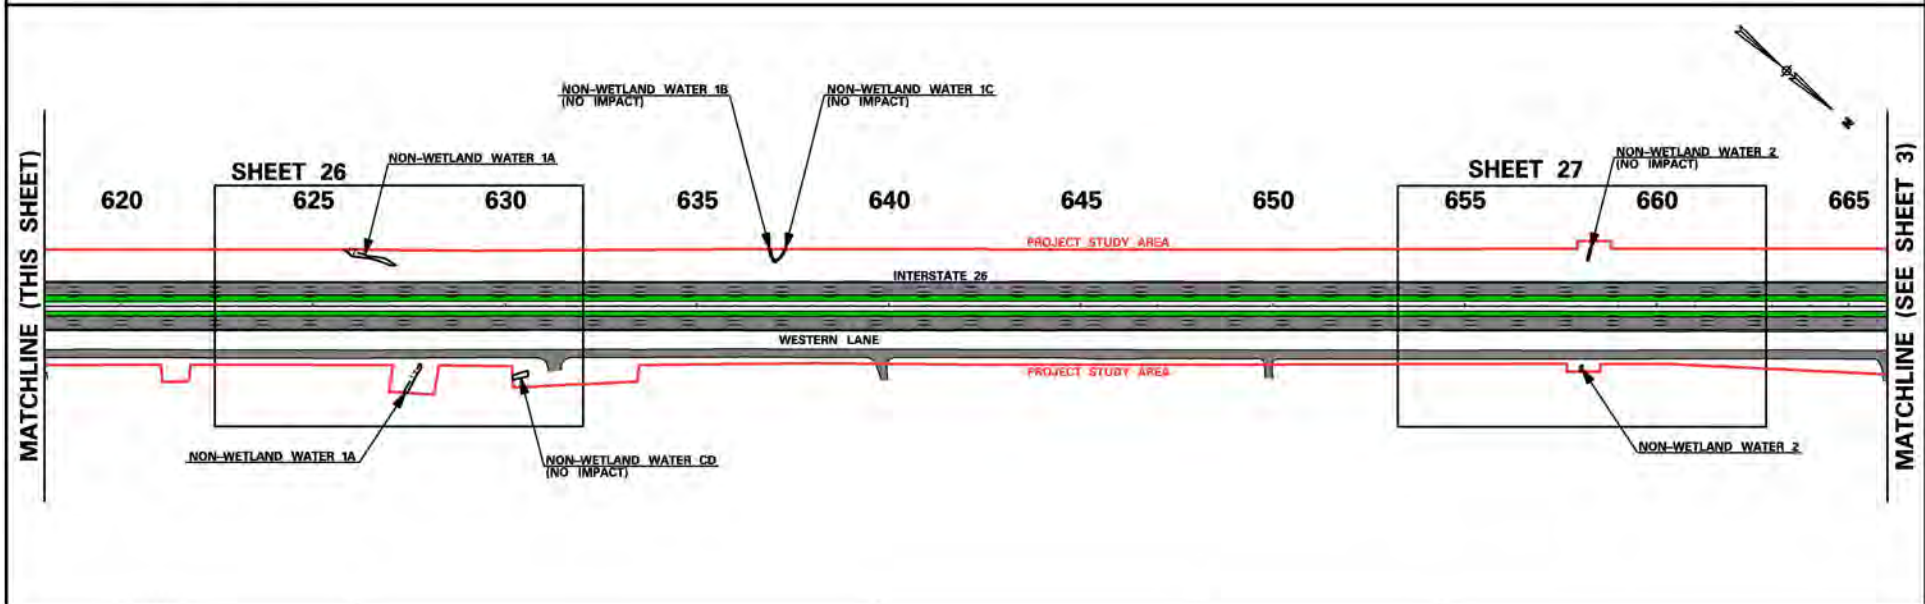 NON-WETLAND WATER 1B
(NO IMPACT)
NON-WETLAND WATER 1C
(NO IMPACT)
N
MATCHLINE (THIS SHEET)
SHEET 26
NON-WETLAND WATER 1A
SHEET 27
NON-WETLAND WATER 2
(NO IMPACT)
MATCHLINE (SEE SHEET 3)
620 625 630 635 640 645 650 655 660 665
PROJECT STUDY AREA
INTERSTATE 26
WESTERN LANE
PROJECT STUDY AREA
NON-WETLAND WATER 1A
NON-WETLAND WATER CD
(NO IMPACT)
NON-WETLAND WATER 2